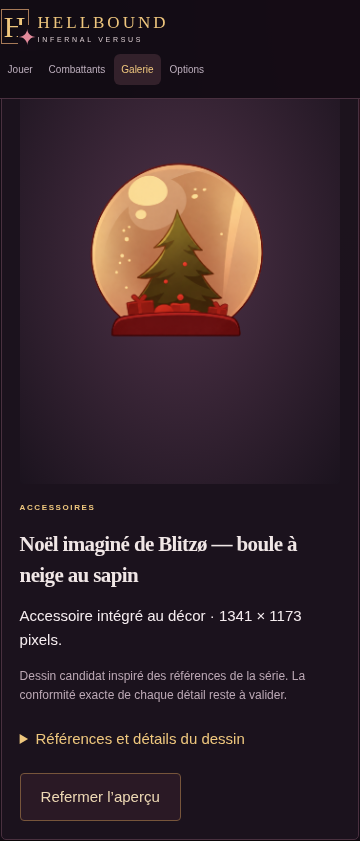 H
HELLBOUND
INFERNAL VERSUS
Jouer Combattants Galerie Options
ACCESSOIRES
Noël imaginé de Blitzø — boule à
neige au sapin
Accessoire intégré au décor · 1341 × 1173
pixels.
Dessin candidat inspiré des références de la série. La
conformité exacte de chaque détail reste à valider.
Références et détails du dessin
Refermer l’aperçu